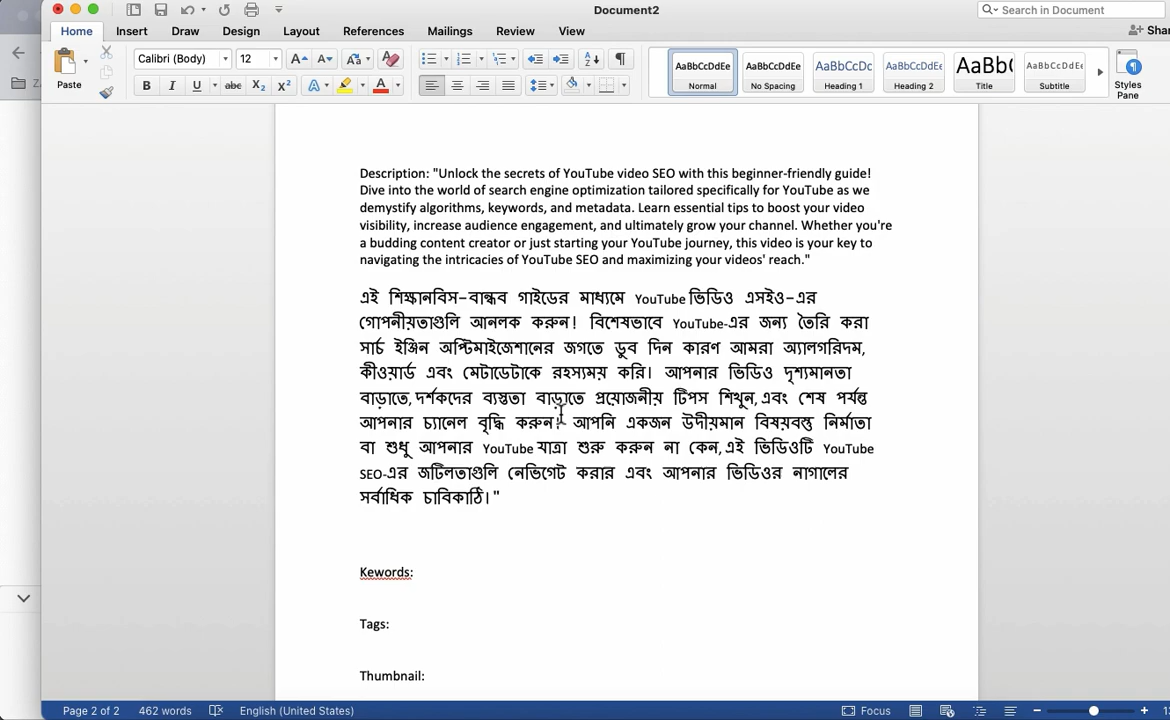 Document2
Search in Document
Home Insert Draw Design Layout References Mailings Review View
Calibri (Body) 12
Paste
AaBbCcDdEe AaBbCcDdEe AaBbCcDc AaBbCcDdEe AaBb( AaBbCcDdEe
Normal No Spacing Heading 1 Heading 2 Title Subtitle
Styles Pane
Description: "Unlock the secrets of YouTube video SEO with this beginner-friendly guide!
Dive into the world of search engine optimization tailored specifically for YouTube as we
demystify algorithms, keywords, and metadata. Learn essential tips to boost your video
visibility, increase audience engagement, and ultimately grow your channel. Whether you're
a budding content creator or just starting your YouTube journey, this video is your key to
navigating the intricacies of YouTube SEO and maximizing your videos' reach."
এই শিক্ষানবিস-বান্ধব গাইডের মাধ্যমে YouTube ভিডিও এসইও-এর
গোপনীয়তাগুলি আনলক করুন! বিশেষভাবে YouTube-এর জন্য তৈরি করা
সার্চ ইঞ্জিন অপ্টিমাইজেশানের জগতে ডুব দিন কারণ আমরা অ্যালগরিদম,
কীওয়ার্ড এবং মেটাডেটাকে রহস্যময় করি। আপনার ভিডিও দৃশ্যমানতা
বাড়াতে, দর্শকদের ব্যস্ততা বাড়াতে প্রয়োজনীয় টিপস শিখুন, এবং শেষ পর্যন্ত
আপনার চ্যানেল বৃদ্ধি করুন! আপনি একজন উদীয়মান বিষয়বস্তু নির্মাতা
বা শুধু আপনার YouTube যাত্রা শুরু করুন না কেন, এই ভিডিওটি YouTube
SEO-এর জটিলতাগুলি নেভিগেট করার এবং আপনার ভিডিওর নাগালের
সর্বাধিক চাবিকাঠি। "
Kewords:
Tags:
Thumbnail:
Page 2 of 2 462 words English (United States) Focus